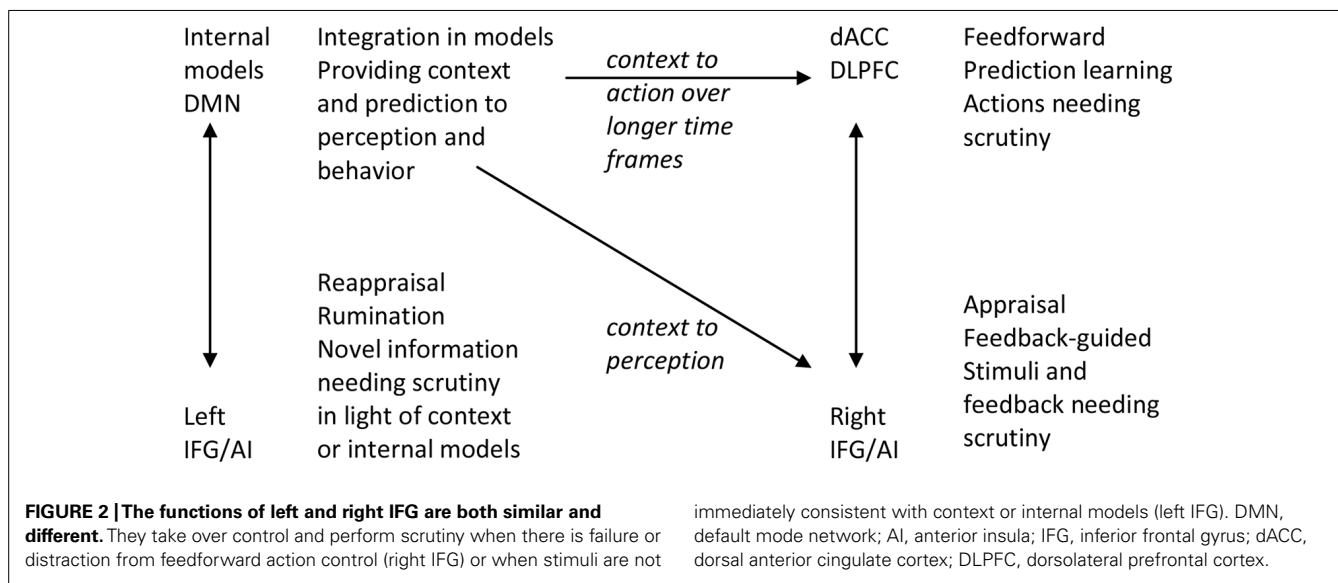 Internal
models
DMN
Integration in models
Providing context
and prediction to
perception and
behavior
context to
action over
longer time
frames
dACC
DLPFC
Feedforward
Prediction learning
Actions needing
scrutiny
Left
IFG/AI
Reappraisal
Rumination
Novel information
needing scrutiny
in light of context
or internal models
context to
perception
Right
IFG/AI
Appraisal
Feedback-guided
Stimuli and
feedback needing
scrutiny
FIGURE 2 | The functions of left and right IFG are both similar and
different. They take over control and perform scrutiny when there is failure or
distraction from feedforward action control (right IFG) or when stimuli are not
immediately consistent with context or internal models (left IFG). DMN,
default mode network; AI, anterior insula; IFG, inferior frontal gyrus; dACC,
dorsal anterior cingulate cortex; DLPFC, dorsolateral prefrontal cortex.